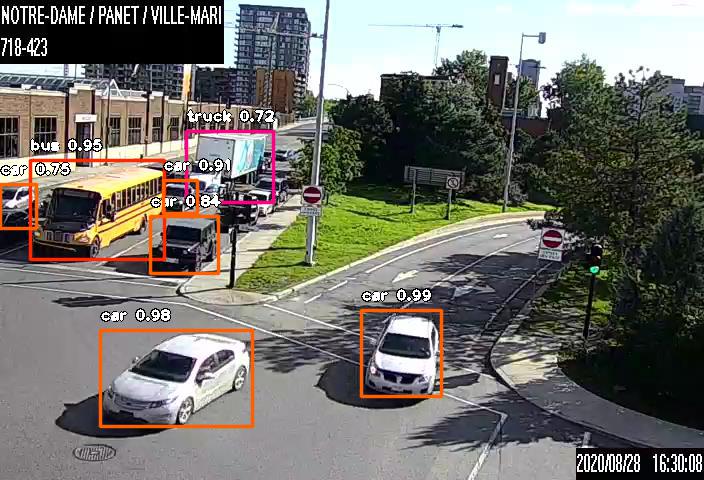 NOTRE-DAME / PANET / VILLE-MARI
718-423
truck 0.72
bus 0.95
car 0.91
car 0.75
car 0.84
car 0.99
car 0.98
2020/08/28 16:30:08